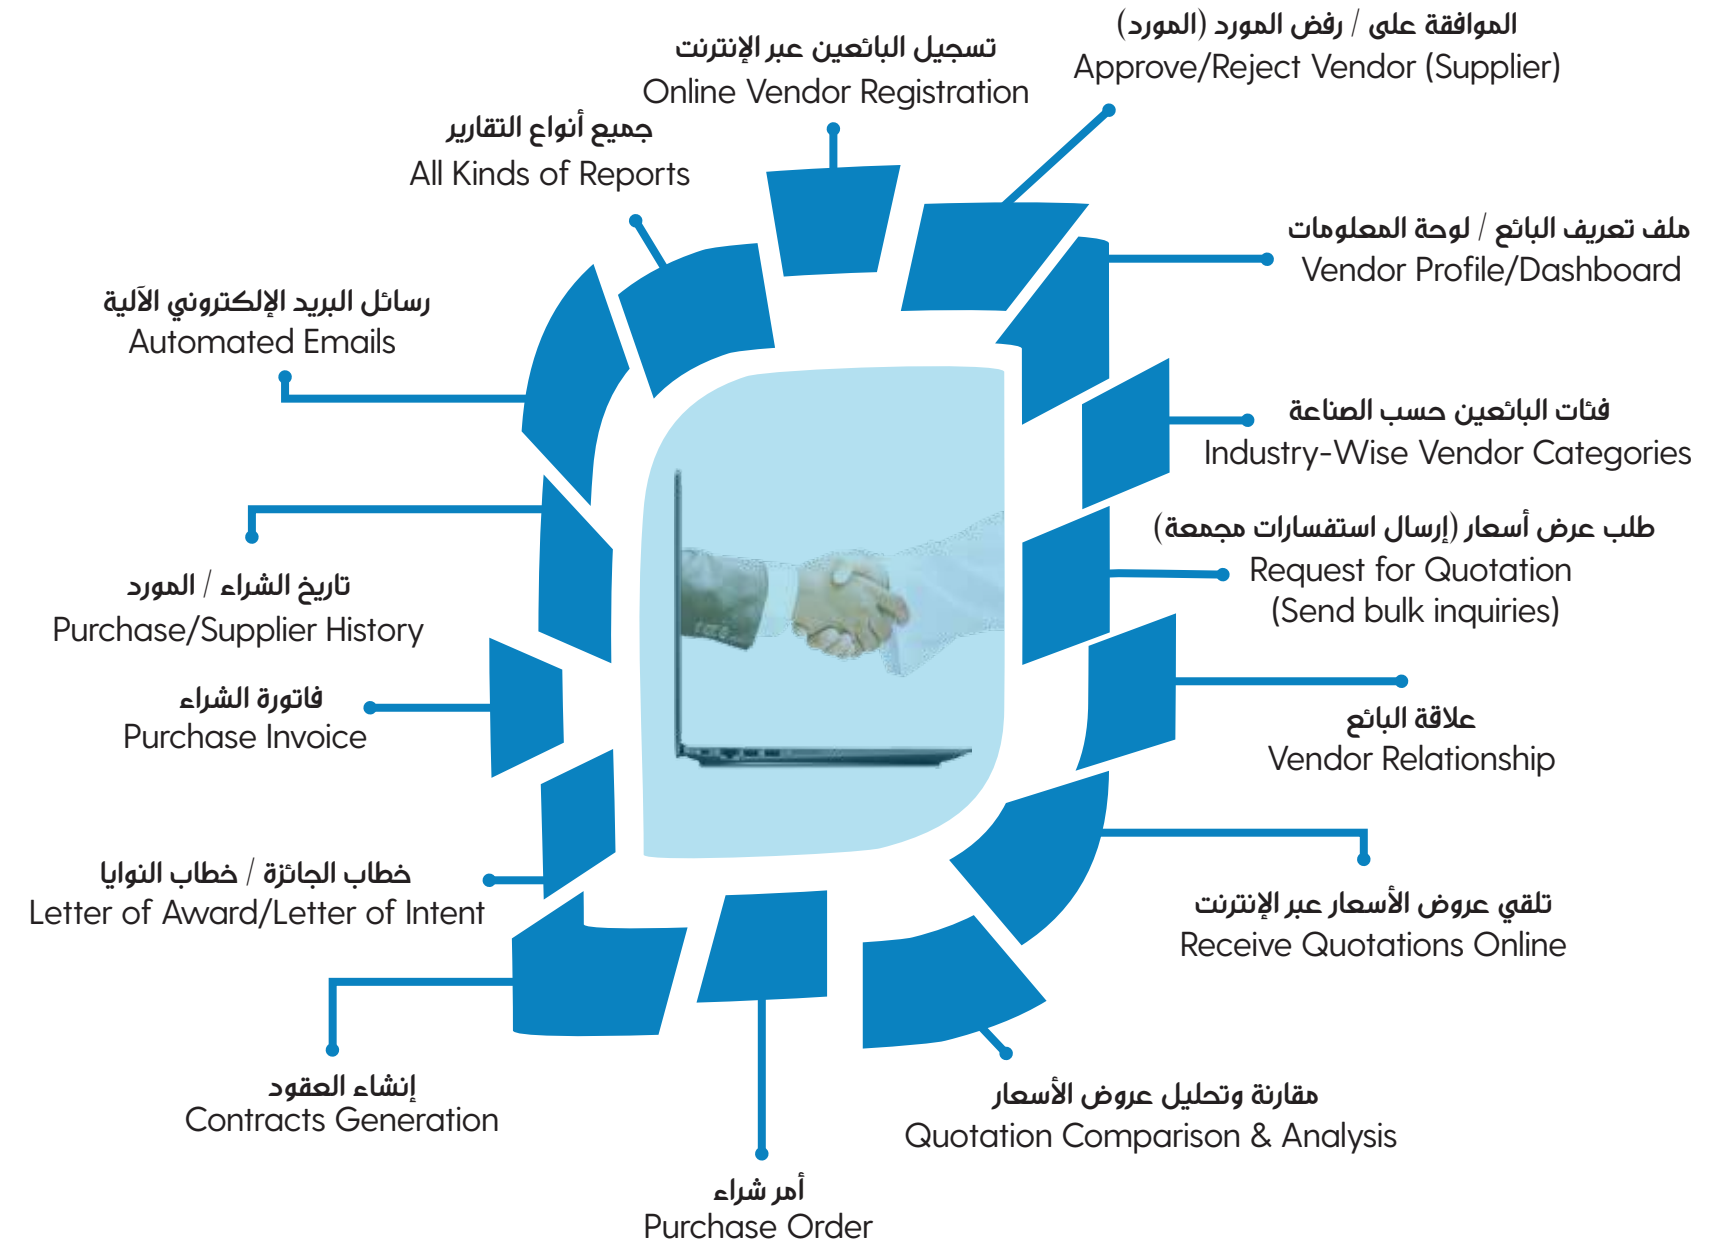 تسجيل البائعين عبر الإنترنت
Online Vendor Registration
الموافقة على / رفض المورد (المورد)
Approve/Reject Vendor (Supplier)
ملف تعريف البائع / لوحة المعلومات
Vendor Profile/Dashboard
فئات البائعين حسب الصناعة
Industry-Wise Vendor Categories
طلب عرض أسعار (إرسال استفسارات مجمعة)
Request for Quotation
(Send bulk inquiries)
علاقة البائع
Vendor Relationship
تلقي عروض الأسعار عبر الإنترنت
Receive Quotations Online
مقارنة وتحليل عروض الأسعار
Quotation Comparison & Analysis
أمر شراء
Purchase Order
إنشاء العقود
Contracts Generation
خطاب الجائزة / خطاب النوايا
Letter of Award/Letter of Intent
فاتورة الشراء
Purchase Invoice
تاريخ الشراء / المورد
Purchase/Supplier History
رسائل البريد الإلكتروني الآلية
Automated Emails
جميع أنواع التقارير
All Kinds of Reports